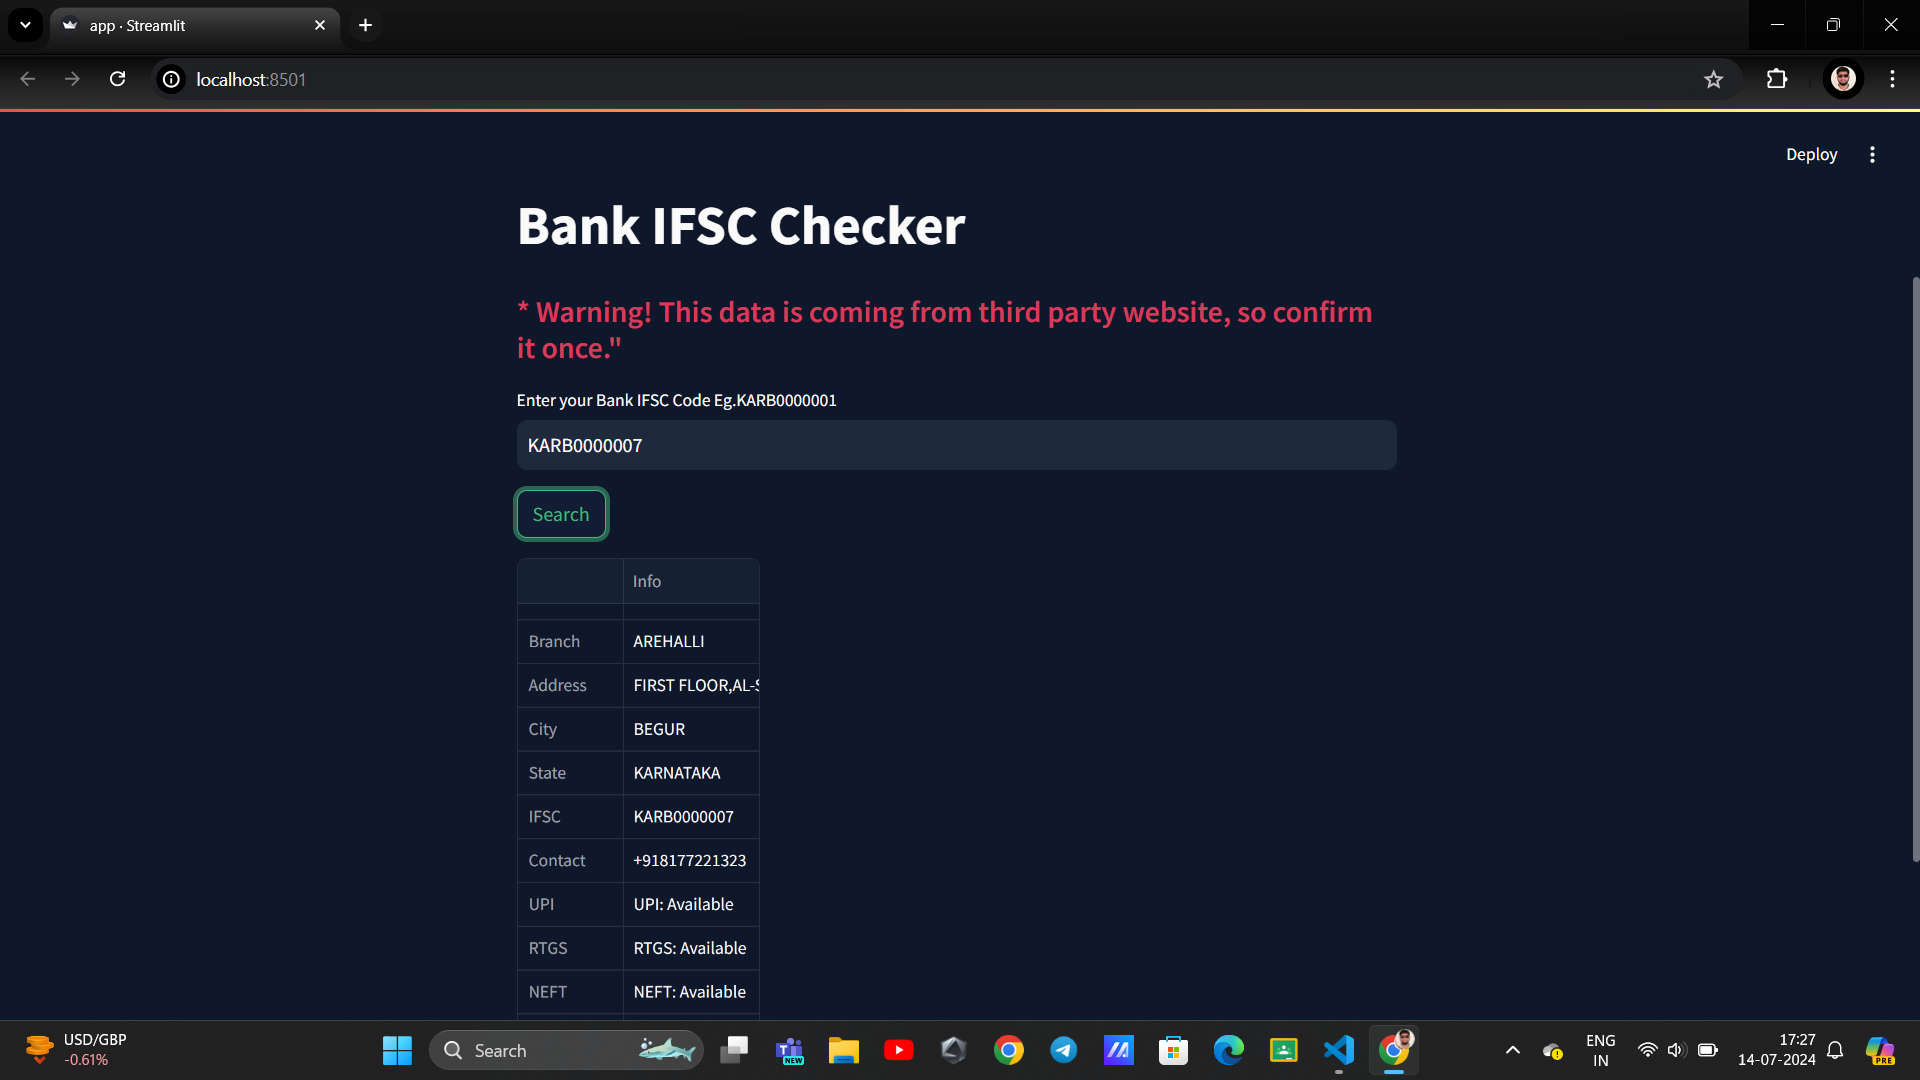 app · Streamlit
localhost:8501
Deploy
Bank IFSC Checker
* Warning! This data is coming from third party website, so confirm
it once."
Enter your Bank IFSC Code Eg.KARB0000001
KARB0000007
Search
Info
Branch AREHALLI
Address FIRST FLOOR,AL-S
City BEGUR
State KARNATAKA
IFSC KARB0000007
Contact +918177221323
UPI UPI: Available
RTGS RTGS: Available
NEFT NEFT: Available
USD/GBP
-0.61%
Search
NEW
ENG
IN
17:27
14-07-2024
PRE